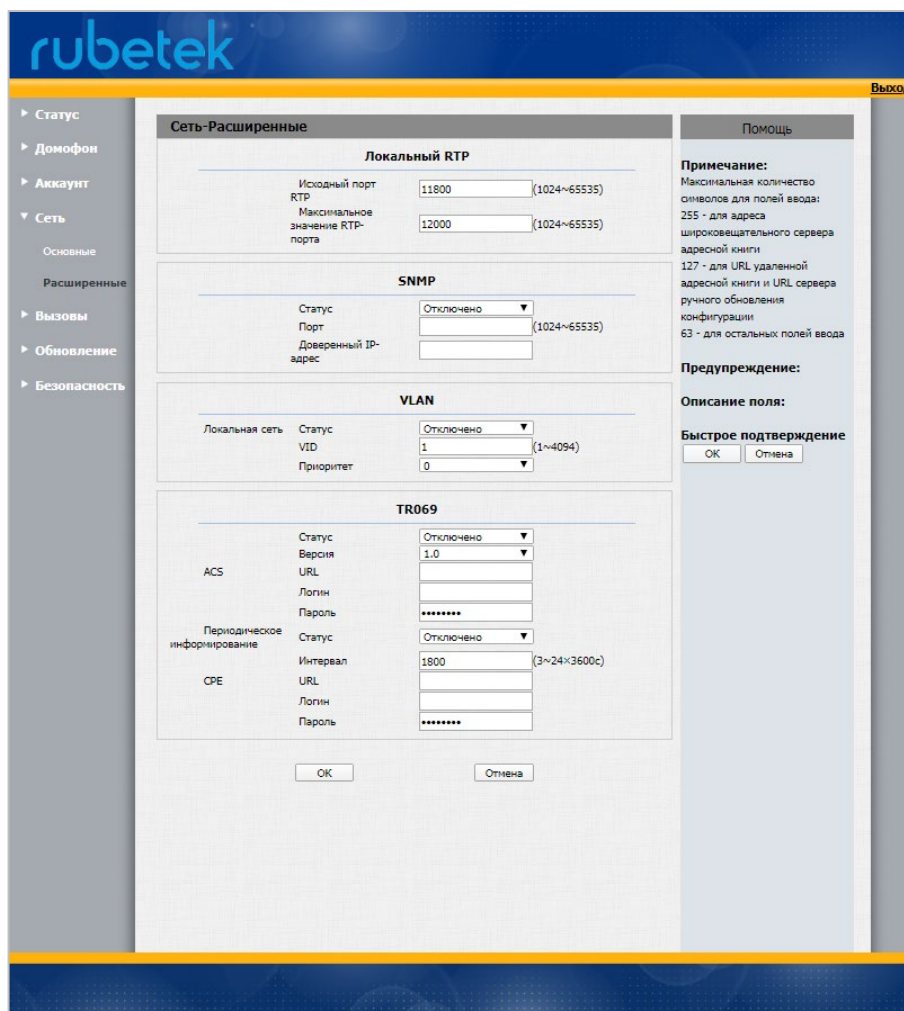 rubetek
Выхо
Статус
Домофон
Аккаунт
Сеть
Основные
Расширенные
Вызовы
Обновление
Безопасность
Сеть-Расширенные
Локальный RTP
Исходный порт RTP 11800 (1024~65535)
Максимальное значение RTP-порта 12000 (1024~65535)
SNMP
Статус Отключено
Порт (1024~65535)
Доверенный IP-адрес
VLAN
Локальная сеть Статус Отключено
VID 1 (1~4094)
Приоритет 0
TR069
Статус Отключено
Версия 1.0
ACS URL
Логин
Пароль ••••••••
Периодическое информирование Статус Отключено
Интервал 1800 (3~24×3600с)
CPE URL
Логин
Пароль ••••••••
OK Отмена
Помощь
Примечание:
Максимальная количество
символов для полей ввода:
255 - для адреса
широковещательного сервера
адресной книги
127 - для URL удаленной
адресной книги и URL сервера
ручного обновления
конфигурации
63 - для остальных полей ввода
Предупреждение:
Описание поля:
Быстрое подтверждение
OK Отмена